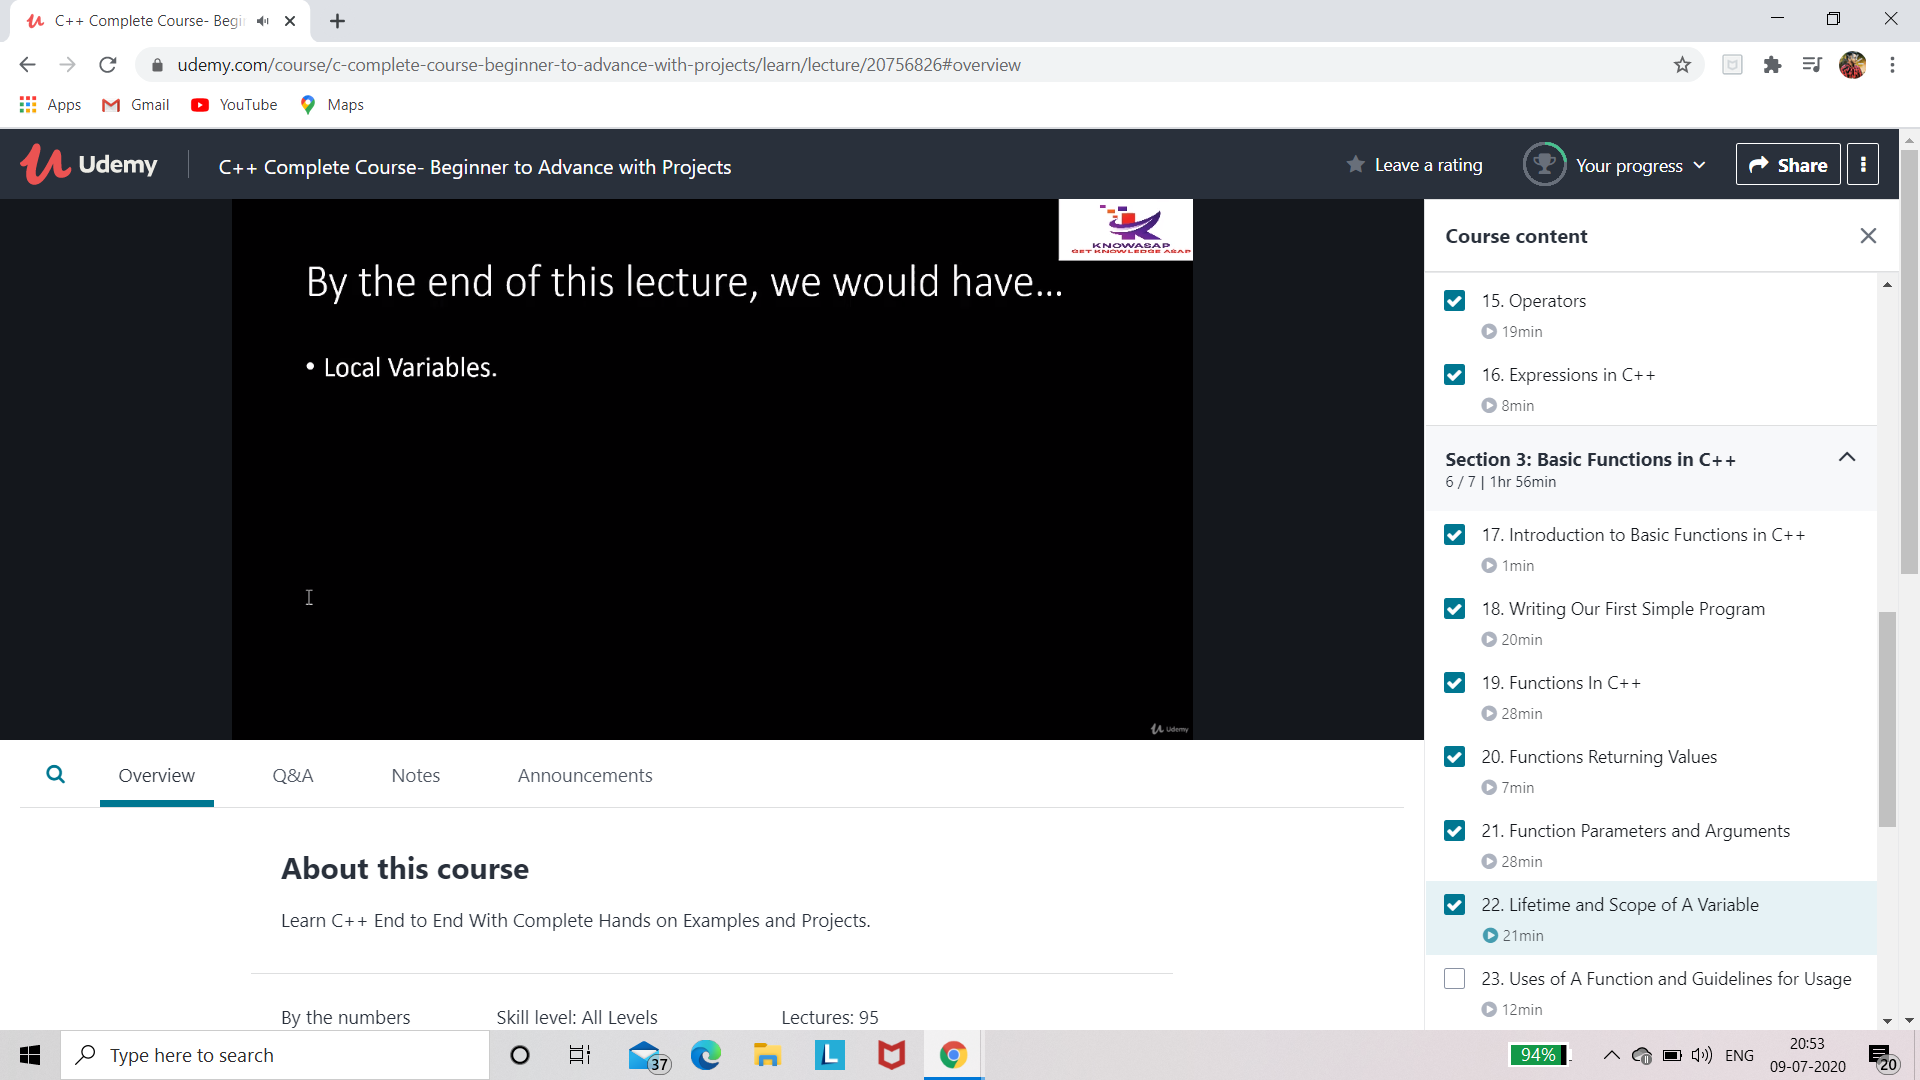 C++ Complete Course- Begi
udemy.com/course/c-complete-course-beginner-to-advance-with-projects/learn/lecture/20756826#overview
Apps Gmail YouTube Maps
Udemy C++ Complete Course- Beginner to Advance with Projects Leave a rating Your progress Share
KNOWASAP
GET KNOWLEDGE ASAP
By the end of this lecture, we would have...
• Local Variables.
Udemy
Course content
15. Operators
19min
16. Expressions in C++
8min
Section 3: Basic Functions in C++
6 / 7 | 1hr 56min
17. Introduction to Basic Functions in C++
1min
18. Writing Our First Simple Program
20min
19. Functions In C++
28min
20. Functions Returning Values
7min
21. Function Parameters and Arguments
28min
22. Lifetime and Scope of A Variable
21min
23. Uses of A Function and Guidelines for Usage
12min
Overview Q&A Notes Announcements
About this course
Learn C++ End to End With Complete Hands on Examples and Projects.
By the numbers Skill level: All Levels Lectures: 95
Type here to search 37 L 94% ENG 20:53
09-07-2020 20